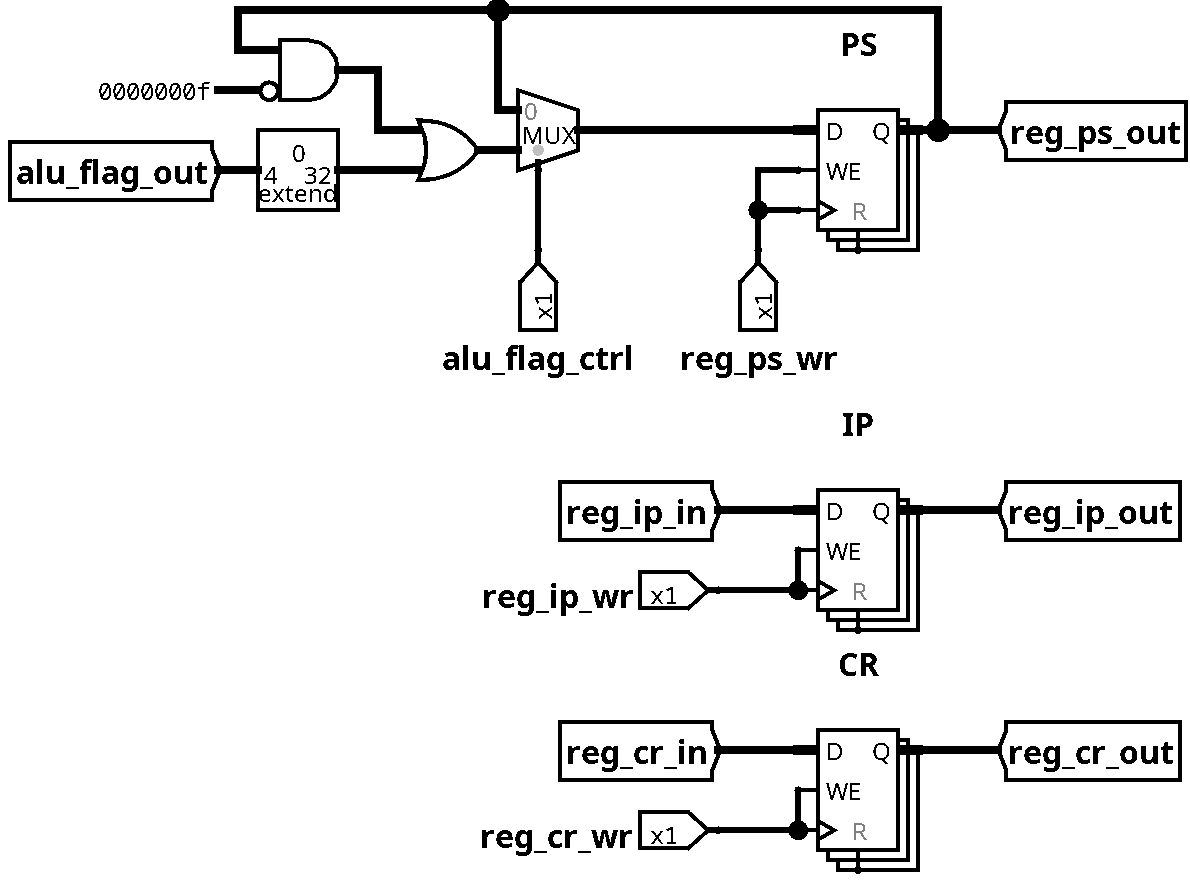 PS
0000000f
0
MUX
D Q
reg_ps_out
alu_flag_out
0
4 32
extend
WE
R
x1
x1
alu_flag_ctrl
reg_ps_wr
IP
reg_ip_in
D Q
reg_ip_out
WE
reg_ip_wr
x1
R
CR
reg_cr_in
D Q
reg_cr_out
WE
reg_cr_wr
x1
R